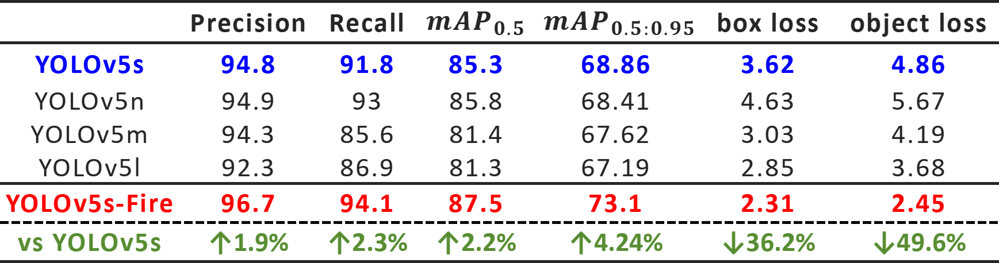 Precision Recall mAP0.5 mAP0.5:0.95 box loss object loss
YOLOv5s 94.8 91.8 85.3 68.86 3.62 4.86
YOLOv5n 94.9 93 85.8 68.41 4.63 5.67
YOLOv5m 94.3 85.6 81.4 67.62 3.03 4.19
YOLOv5l 92.3 86.9 81.3 67.19 2.85 3.68
YOLOv5s-Fire 96.7 94.1 87.5 73.1 2.31 2.45
vs YOLOv5s ↑1.9% ↑2.3% ↑2.2% ↑4.24% ↓36.2% ↓49.6%